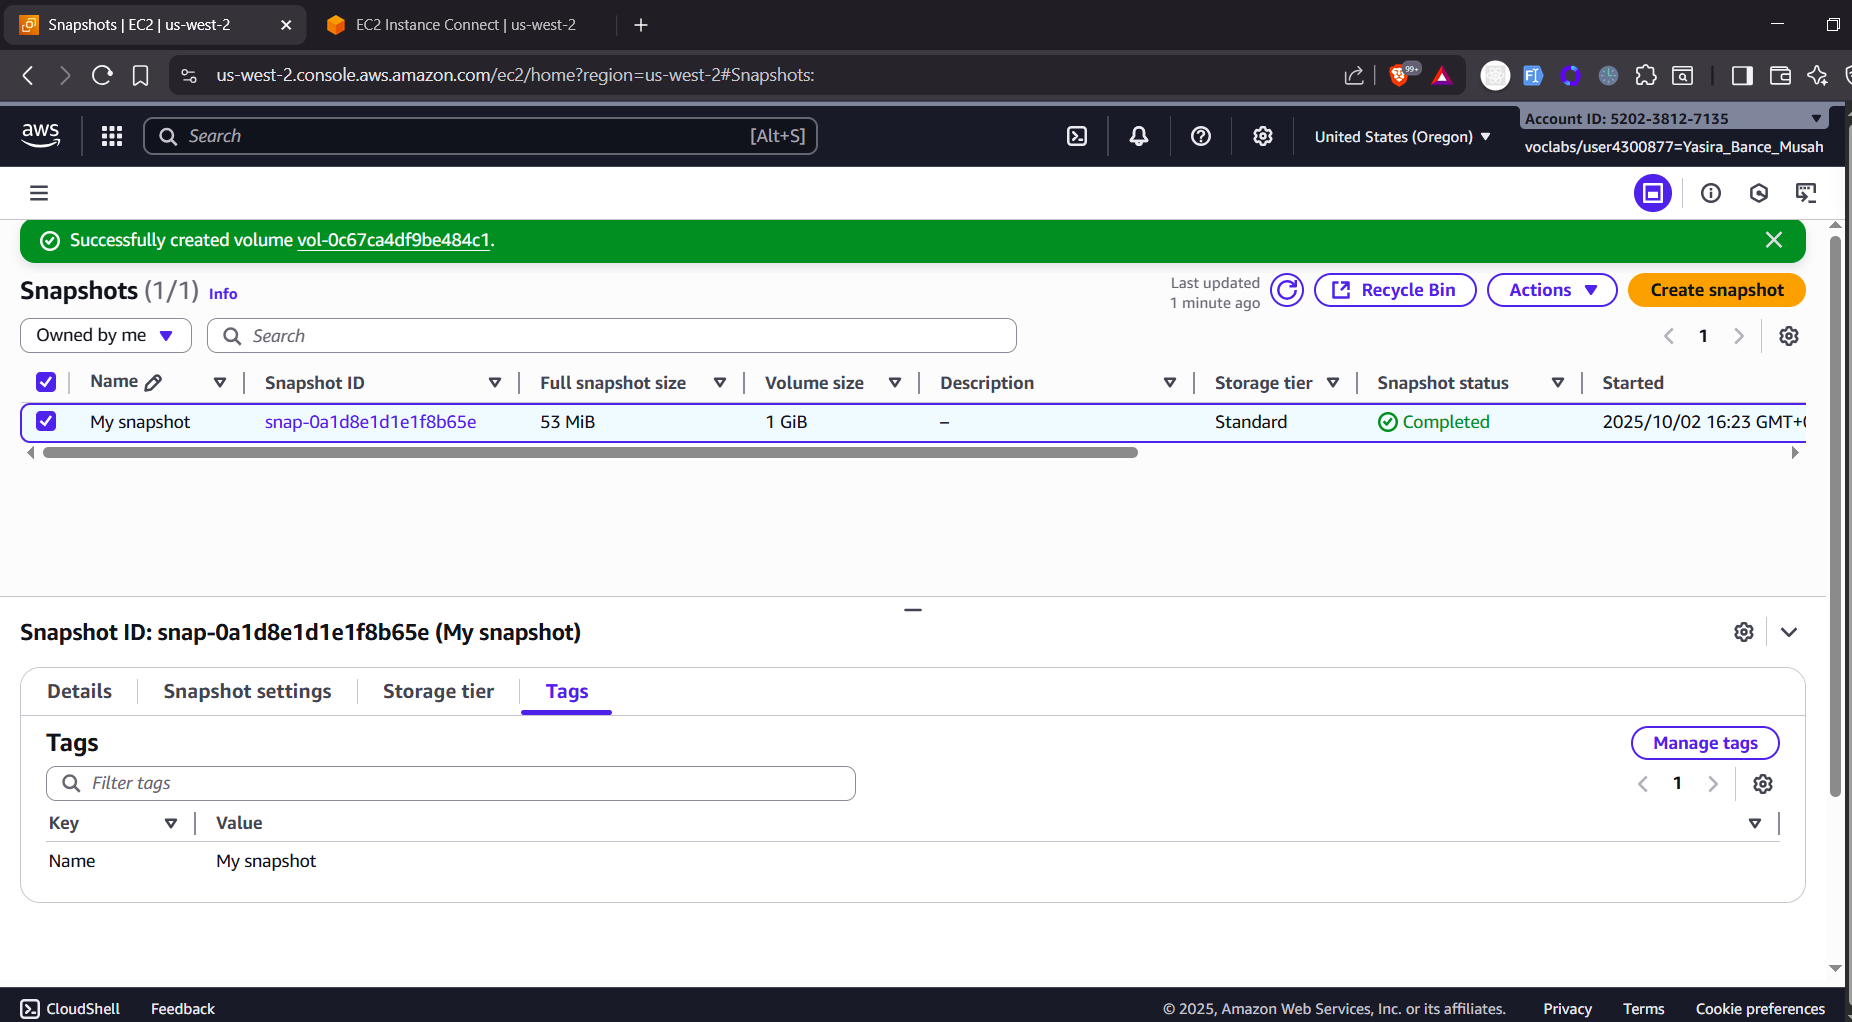 Snapshots | EC2 | us-west-2
EC2 Instance Connect | us-west-2
us-west-2.console.aws.amazon.com/ec2/home?region=us-west-2#Snapshots:
99+
aws
Search
[Alt+S]
United States (Oregon)
Account ID: 5202-3812-7135
voclabs/user4300877=Yasira_Bance_Musah
Successfully created volume vol-0c67ca4df9be484c1.
Snapshots (1/1) Info
Last updated
1 minute ago
Recycle Bin
Actions
Create snapshot
Owned by me
Search
1
Name
Snapshot ID
Full snapshot size
Volume size
Description
Storage tier
Snapshot status
Started
My snapshot
snap-0a1d8e1d1e1f8b65e
53 MiB
1 GiB
–
Standard
Completed
2025/10/02 16:23 GMT+0
Snapshot ID: snap-0a1d8e1d1e1f8b65e (My snapshot)
Details
Snapshot settings
Storage tier
Tags
Tags
Manage tags
Filter tags
1
Key
Value
Name
My snapshot
CloudShell
Feedback
© 2025, Amazon Web Services, Inc. or its affiliates.
Privacy
Terms
Cookie preferences